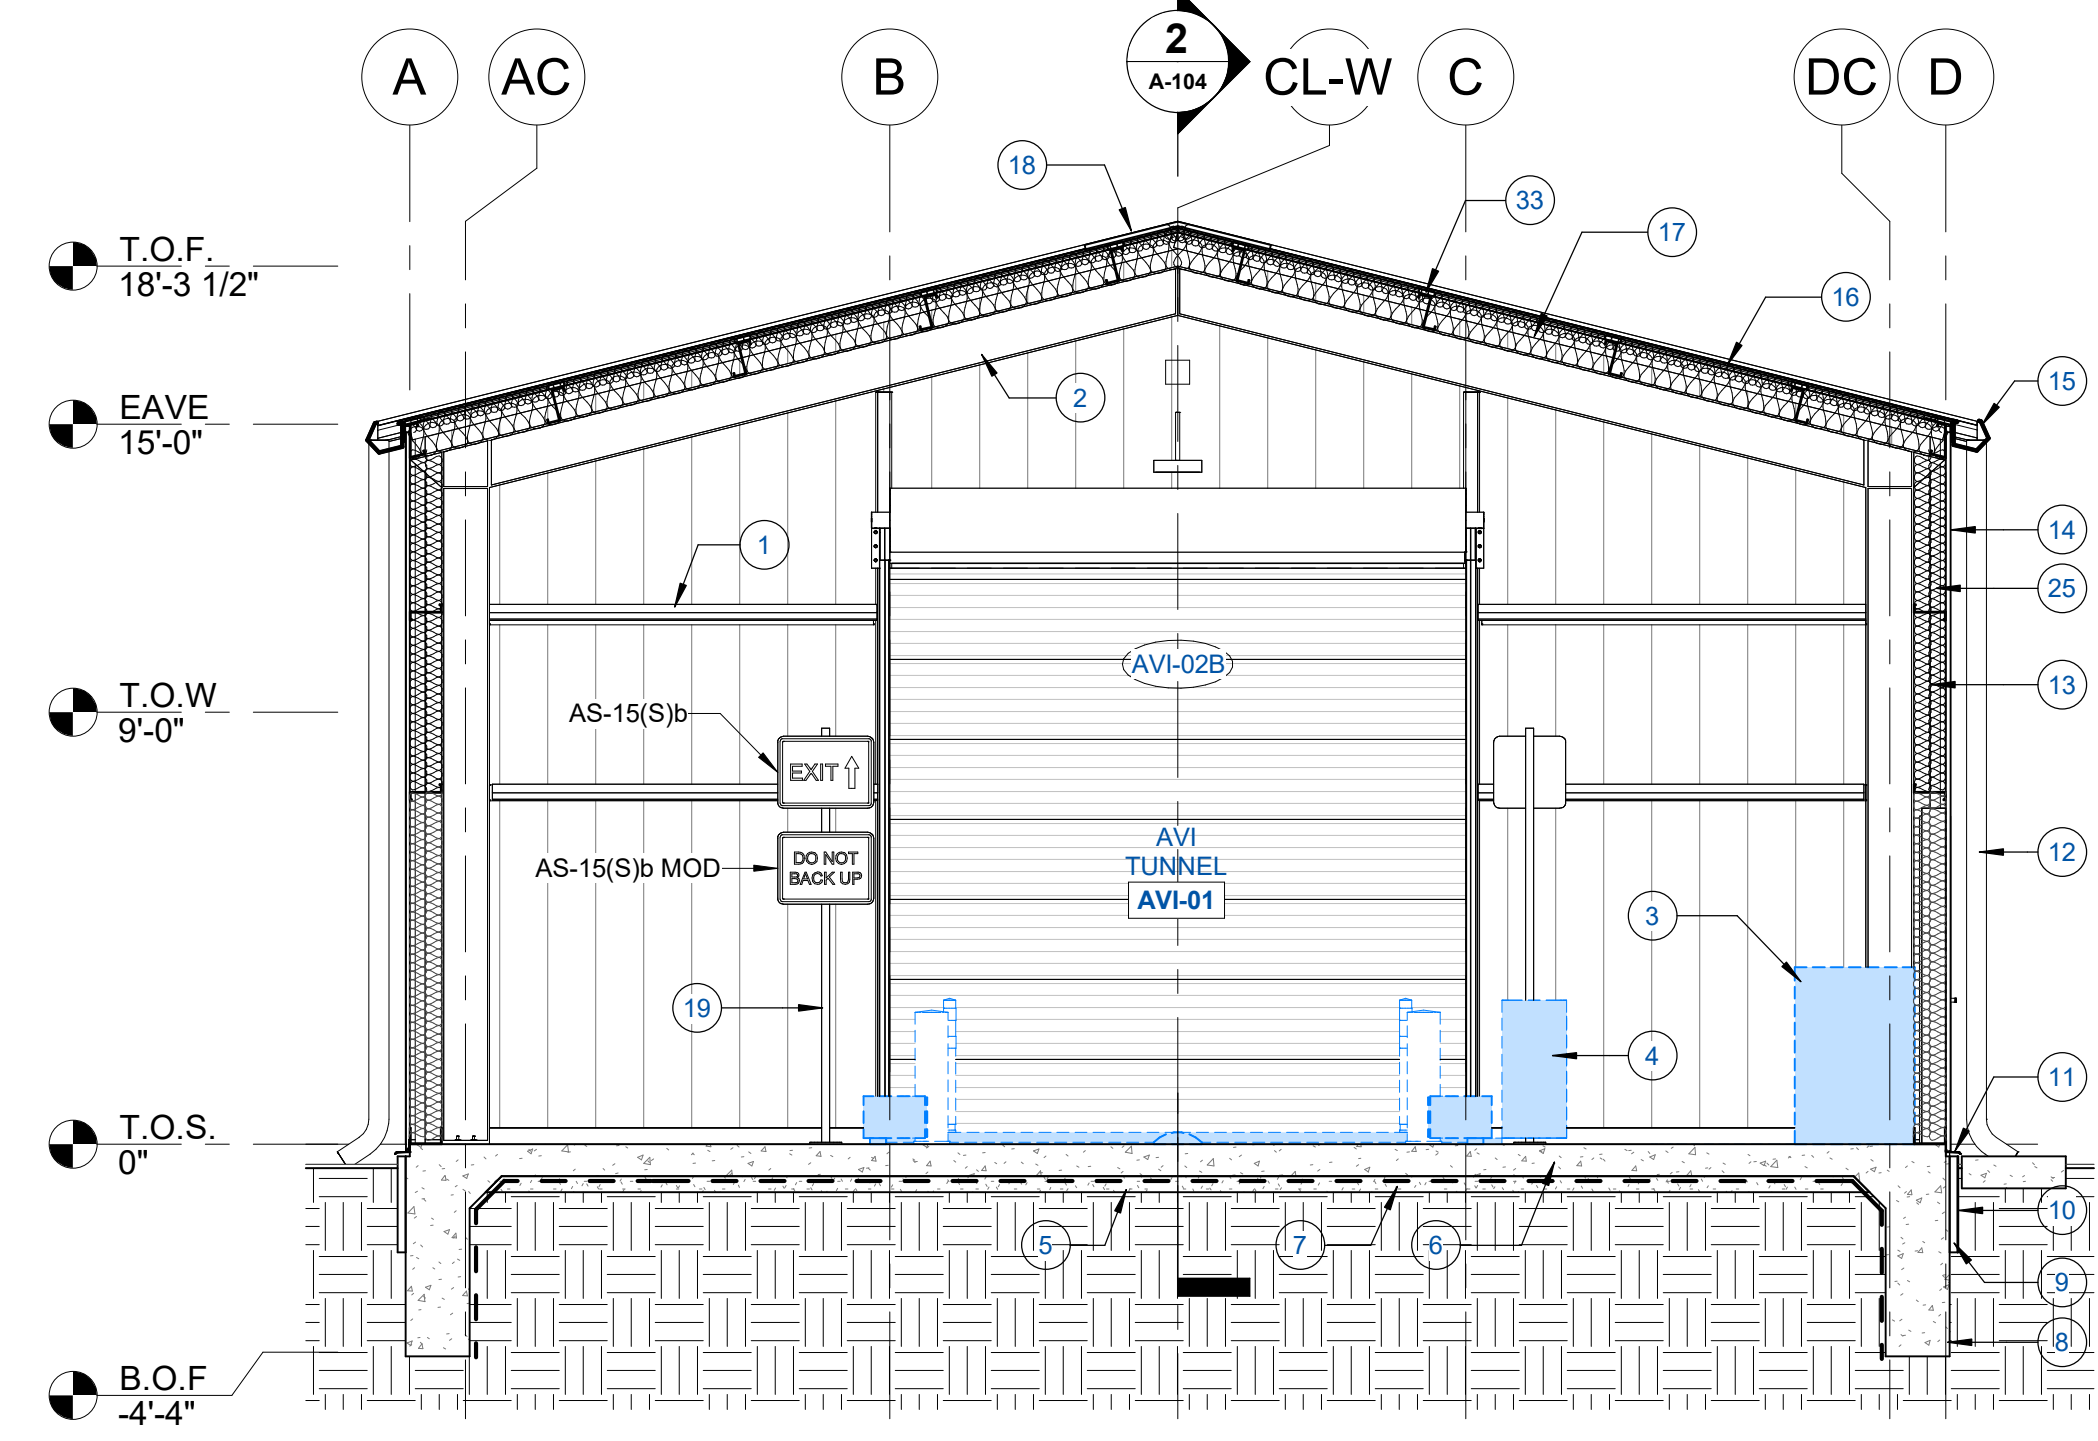 2
A-104
A
AC
B
CL-W
C
DC
D
18
33
17
16
T.O.F.
18'-3 1/2"
15
2
EAVE
15'-0"
14
1
25
AVI-02B
13
T.O.W
9'-0"
AS-15(S)b
EXIT
AVI
TUNNEL
AVI-01
12
AS-15(S)b MOD
DO NOT
BACK UP
3
19
4
11
T.O.S.
0"
10
5
7
6
9
8
B.O.F
-4'-4"